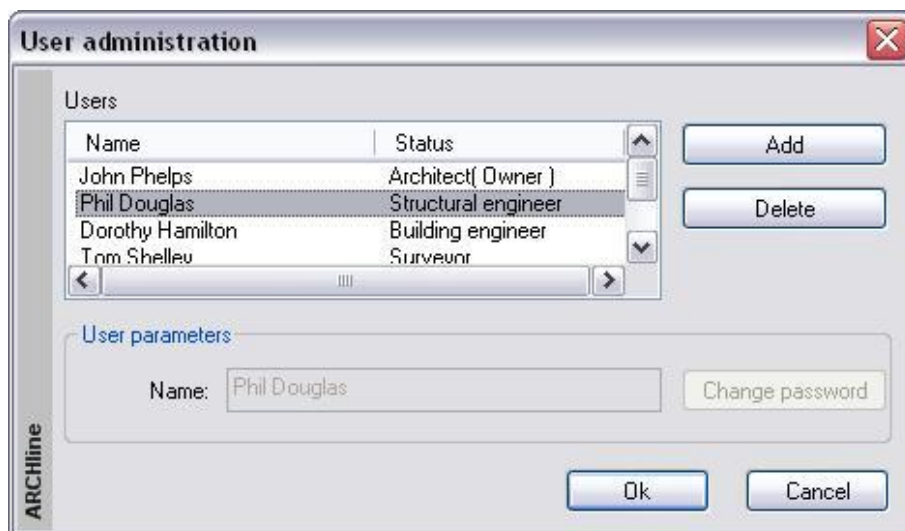 User administration
Users
Name Status
John Phelps Architect( Owner )
Phil Douglas Structural engineer
Dorothy Hamilton Building engineer
Tom Shelley Surveyor
Add
Delete
User parameters
Name: Phil Douglas Change password
Ok Cancel
ARCHline